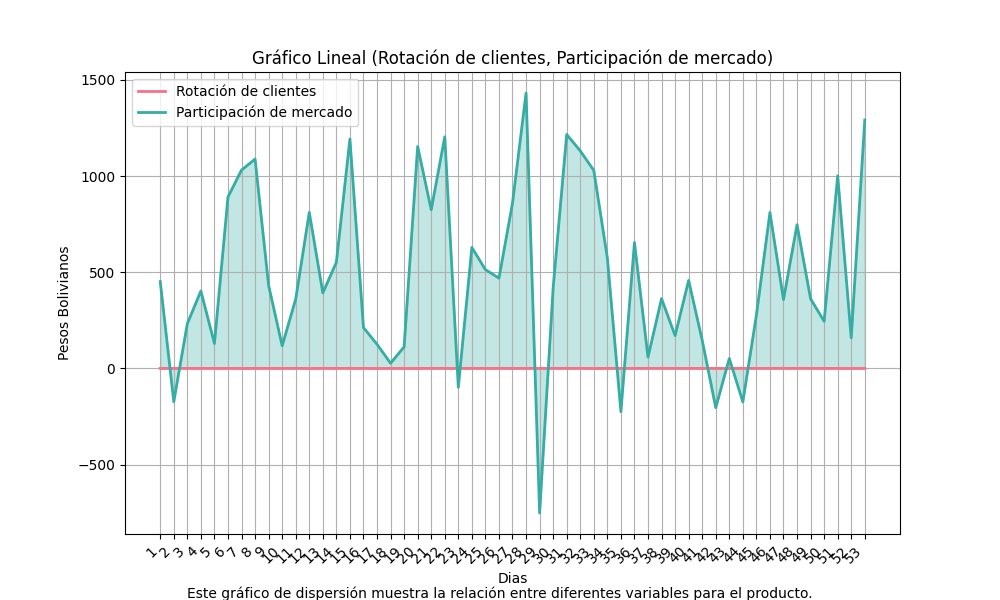 Gráfico Lineal (Rotación de clientes, Participación de mercado)
Rotación de clientes
Participación de mercado
1500
1000
500
0
−500
Pesos Bolivianos
1 2 3 4 5 6 7 8 9 10 11 12 13 14 15 16 17 18 19 20 21 22 23 24 25 26 27 28 29 30 31 32 33 34 35 36 37 38 39 40 41 42 43 44 45 46 47 48 49 50 51 52 53
Dias
Este gráfico de dispersión muestra la relación entre diferentes variables para el producto.